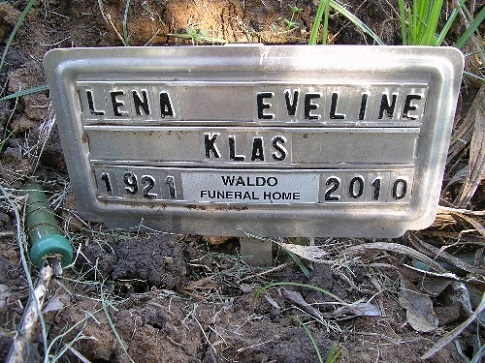 LENA EVELINE
KLAS
1921 WALDO 2010
FUNERAL HOME